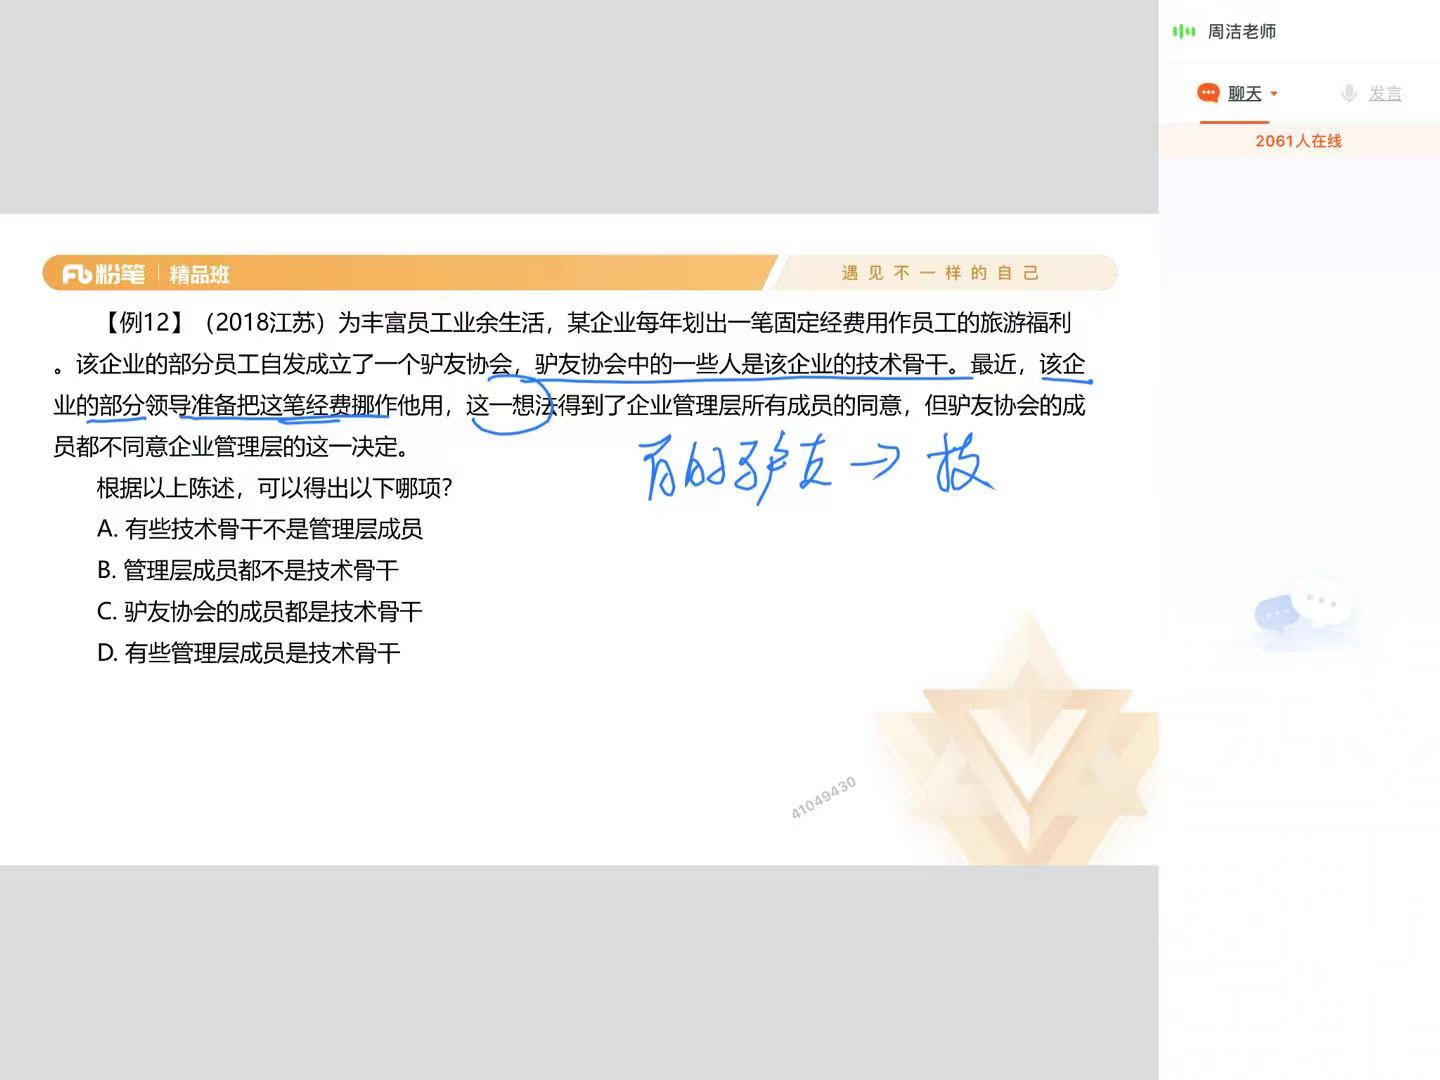 周洁老师
聊天
发言
2061人在线
粉笔 精品班
遇见不一样的自己
【例12】（2018江苏）为丰富员工业余生活，某企业每年划出一笔固定经费用作员工的旅游福利
。该企业的部分员工自发成立了一个驴友协会，驴友协会中的一些人是该企业的技术骨干。最近，该企
业的部分领导准备把这笔经费挪作他用，这一想法得到了企业管理层所有成员的同意，但驴友协会的成
员都不同意企业管理层的这一决定。
有的驴友→技
根据以上陈述，可以得出以下哪项？
A. 有些技术骨干不是管理层成员
B. 管理层成员都不是技术骨干
C. 驴友协会的成员都是技术骨干
D. 有些管理层成员是技术骨干
41049430